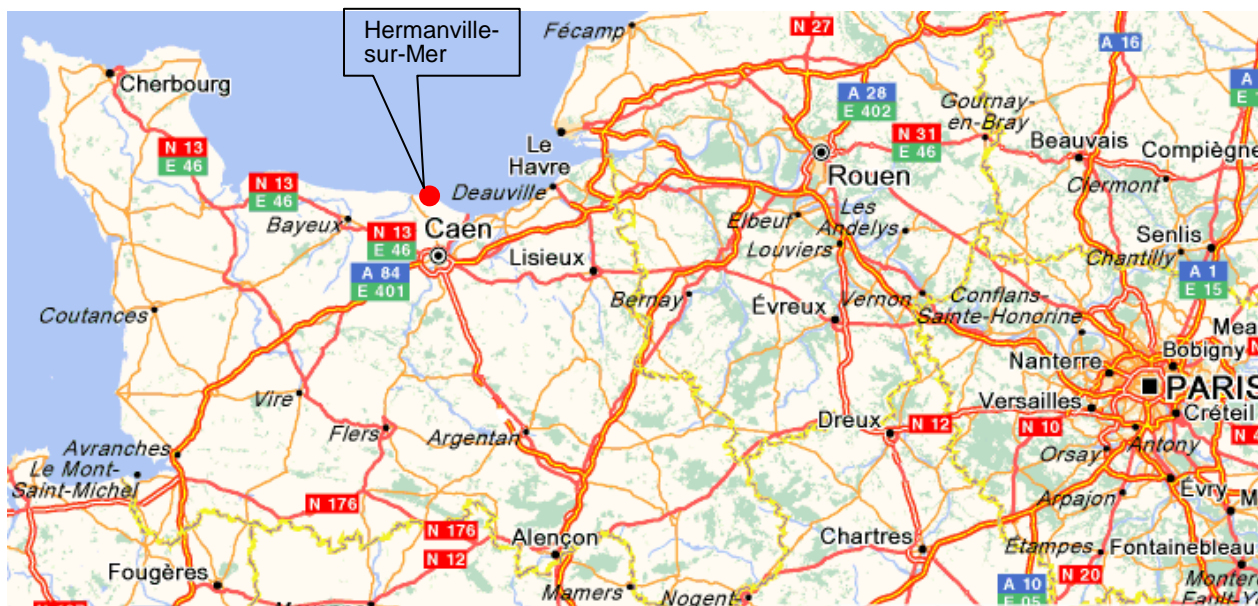 Hermanville-
sur-Mer
Fécamp
N 27
A 16
Cherbourg
A 28
E 402
Gournay-
en-Bray
Le
Havre
N 31
E 46
Beauvais
Compiègne
N 13
E 46
Rouen
Clermont
N 13
E 46
Deauville
Bayeux
N 13
E 46
Caen
Elbeuf
Les
Andelys
Louviers
Senlis
Chantilly
A 84
E 401
Lisieux
A 1
E 15
Bernay
Vernon
Conflans-
Sainte-Honorine
Coutances
Évreux
Mea
Nanterre
Bobigny
PARIS
Vire
Versailles
Créteil
Flers
Argentan
Dreux
N 12
N 10
Antony
Orsay
Avranches
Le Mont-
Saint-Michel
Arpajon
Évry
N 176
N 176
Alençon
N 12
Chartres
Étampes
Fontainebleau
Fougères
Mamers
Nogent
A 10
N 20